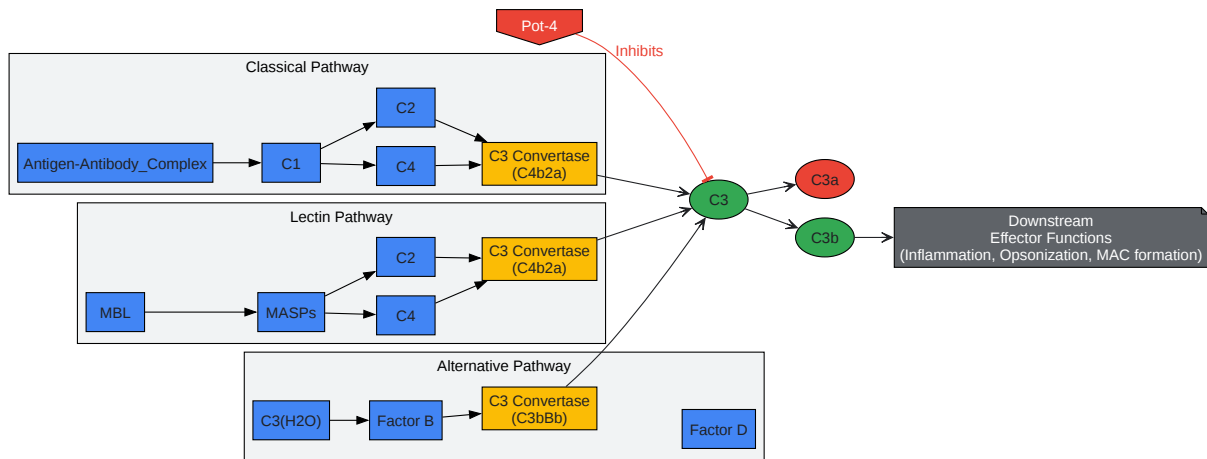 Pot-4
Inhibits
Classical Pathway
Antigen-Antibody_Complex
C1
C2
C4
C3 Convertase
(C4b2a)
Lectin Pathway
MBL
MASPs
C2
C4
C3 Convertase
(C4b2a)
Alternative Pathway
C3(H2O)
Factor B
C3 Convertase
(C3bBb)
Factor D
C3
C3a
C3b
Downstream
Effector Functions
(Inflammation, Opsonization, MAC formation)